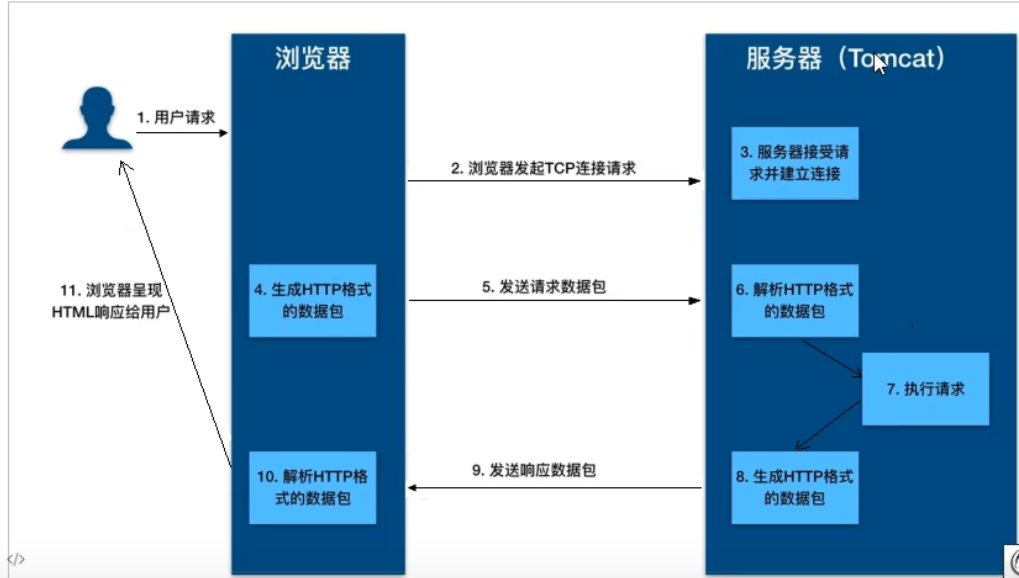 浏览器
服务器（Tomcat）
1. 用户请求
2. 浏览器发起TCP连接请求
3. 服务器接受请
求并建立连接
4. 生成HTTP格式
的数据包
5. 发送请求数据包
6. 解析HTTP格式
的数据包
7. 执行请求
8. 生成HTTP格式
的数据包
9. 发送响应数据包
10. 解析HTTP格
式的数据包
11. 浏览器呈现
HTML响应给用户
</>